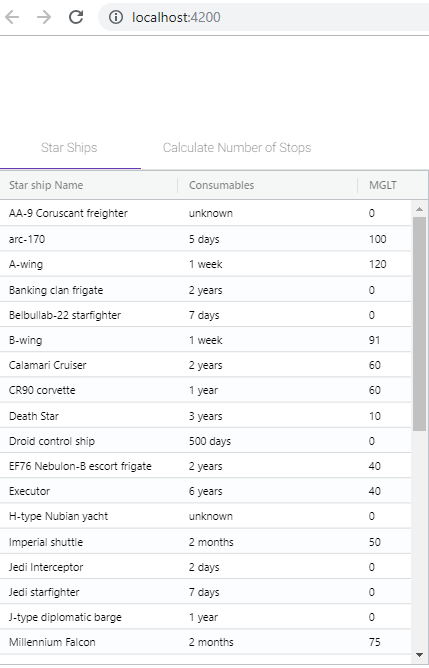 localhost:4200
Star Ships Calculate Number of Stops
Star ship Name Consumables MGLT
AA-9 Coruscant freighter unknown 0
arc-170 5 days 100
A-wing 1 week 120
Banking clan frigate 2 years 0
Belbullab-22 starfighter 7 days 0
B-wing 1 week 91
Calamari Cruiser 2 years 60
CR90 corvette 1 year 60
Death Star 3 years 10
Droid control ship 500 days 0
EF76 Nebulon-B escort frigate 2 years 40
Executor 6 years 40
H-type Nubian yacht unknown 0
Imperial shuttle 2 months 50
Jedi Interceptor 2 days 0
Jedi starfighter 7 days 0
J-type diplomatic barge 1 year 0
Millennium Falcon 2 months 75